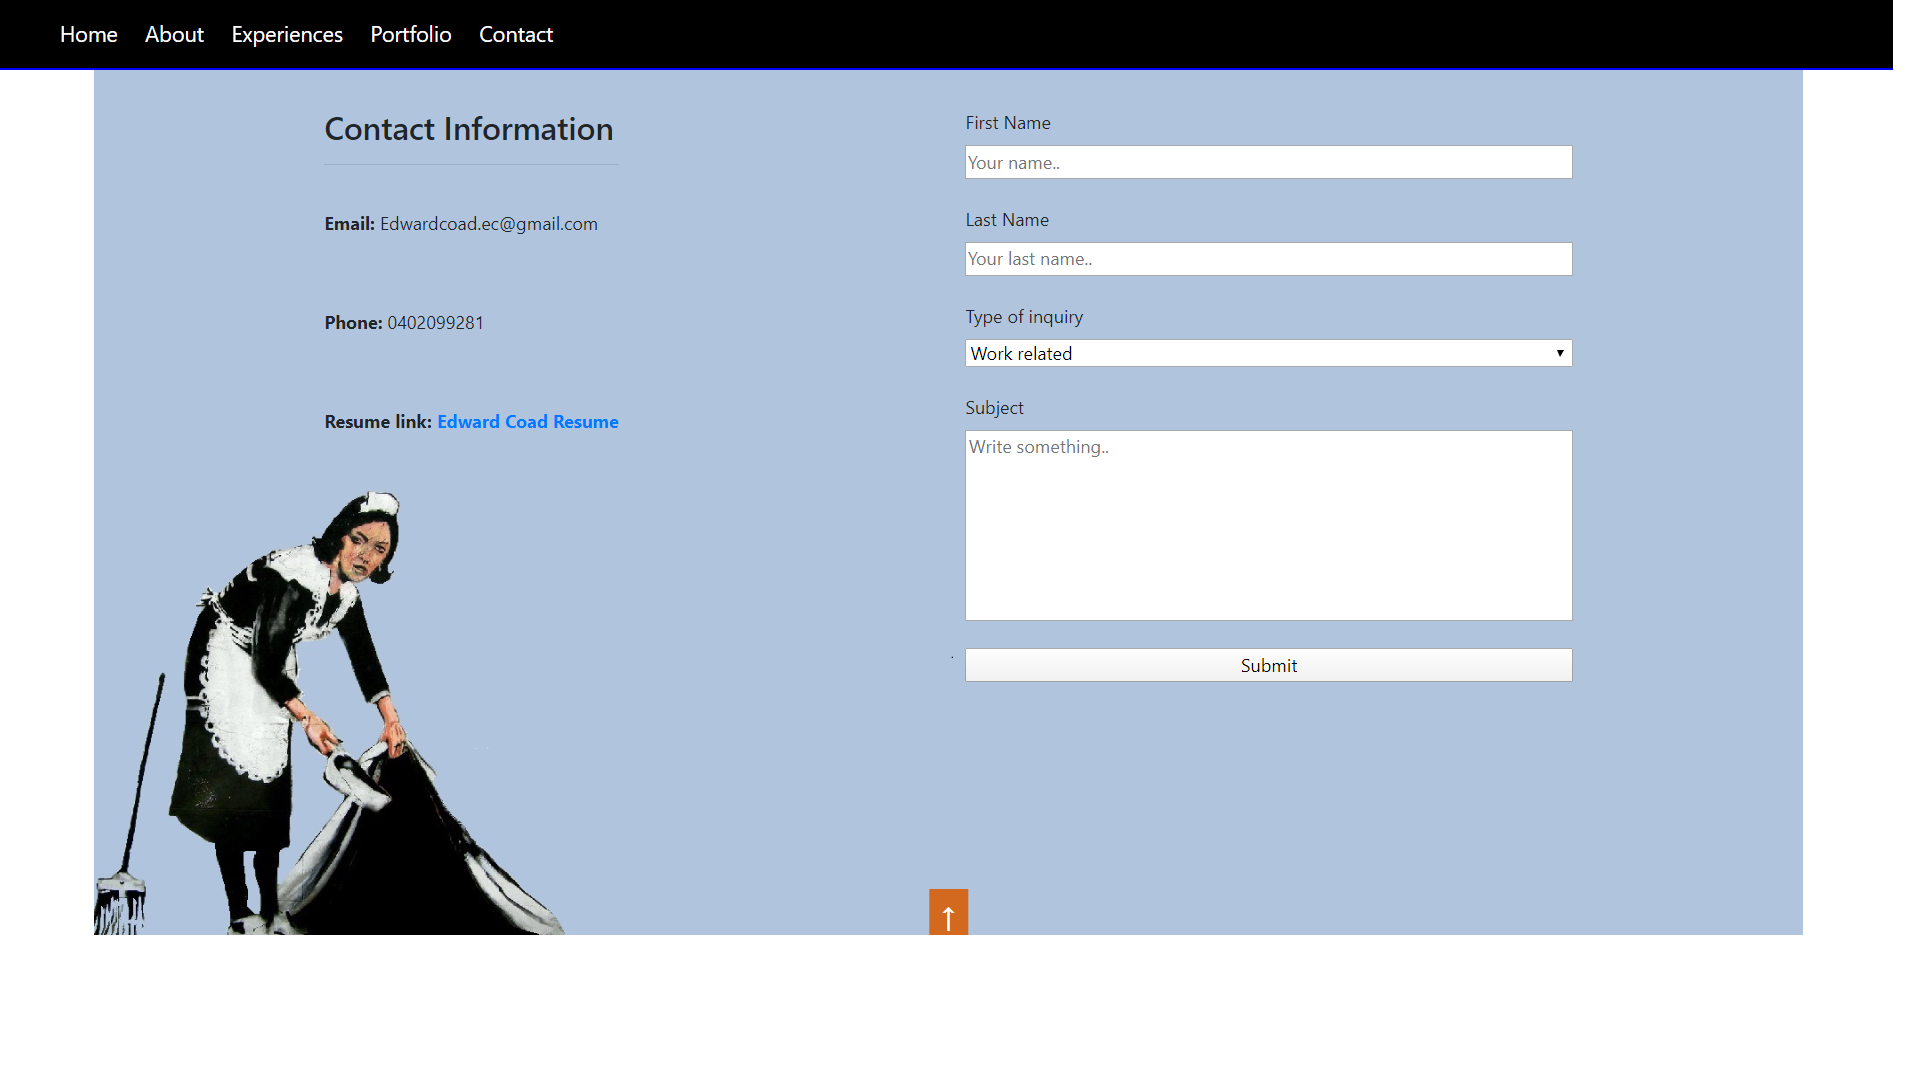 Home About Experiences Portfolio Contact
Contact Information
Email: Edwardcoad.ec@gmail.com
Phone: 0402099281
Resume link: Edward Coad Resume
First Name
Your name..
Last Name
Your last name..
Type of inquiry
Work related
Subject
Write something..
Submit
↑